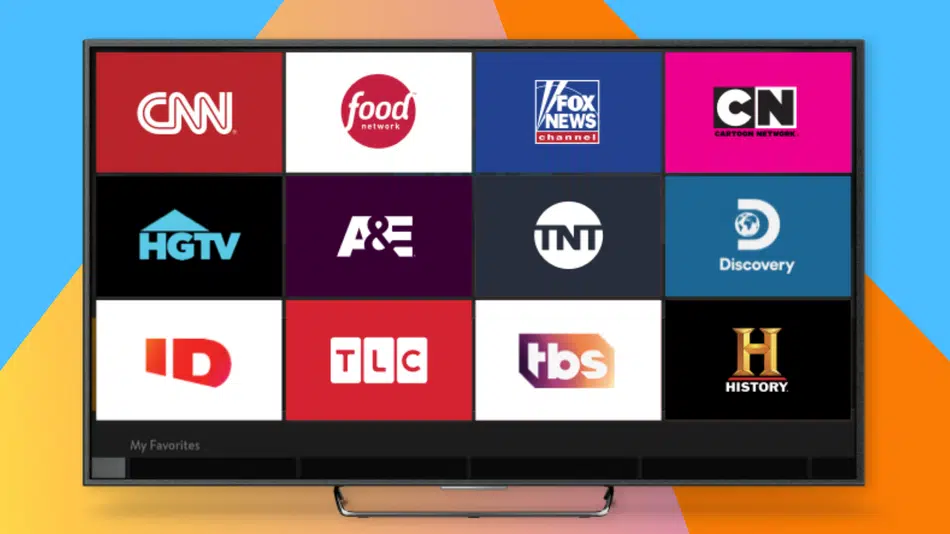 CNN
food
network
FOX
NEWS
channel
CN
CARTOON NETWORK
HGTV
A&E
TNT
Discovery
ID
TLC
tbs
H
HISTORY
My Favorites